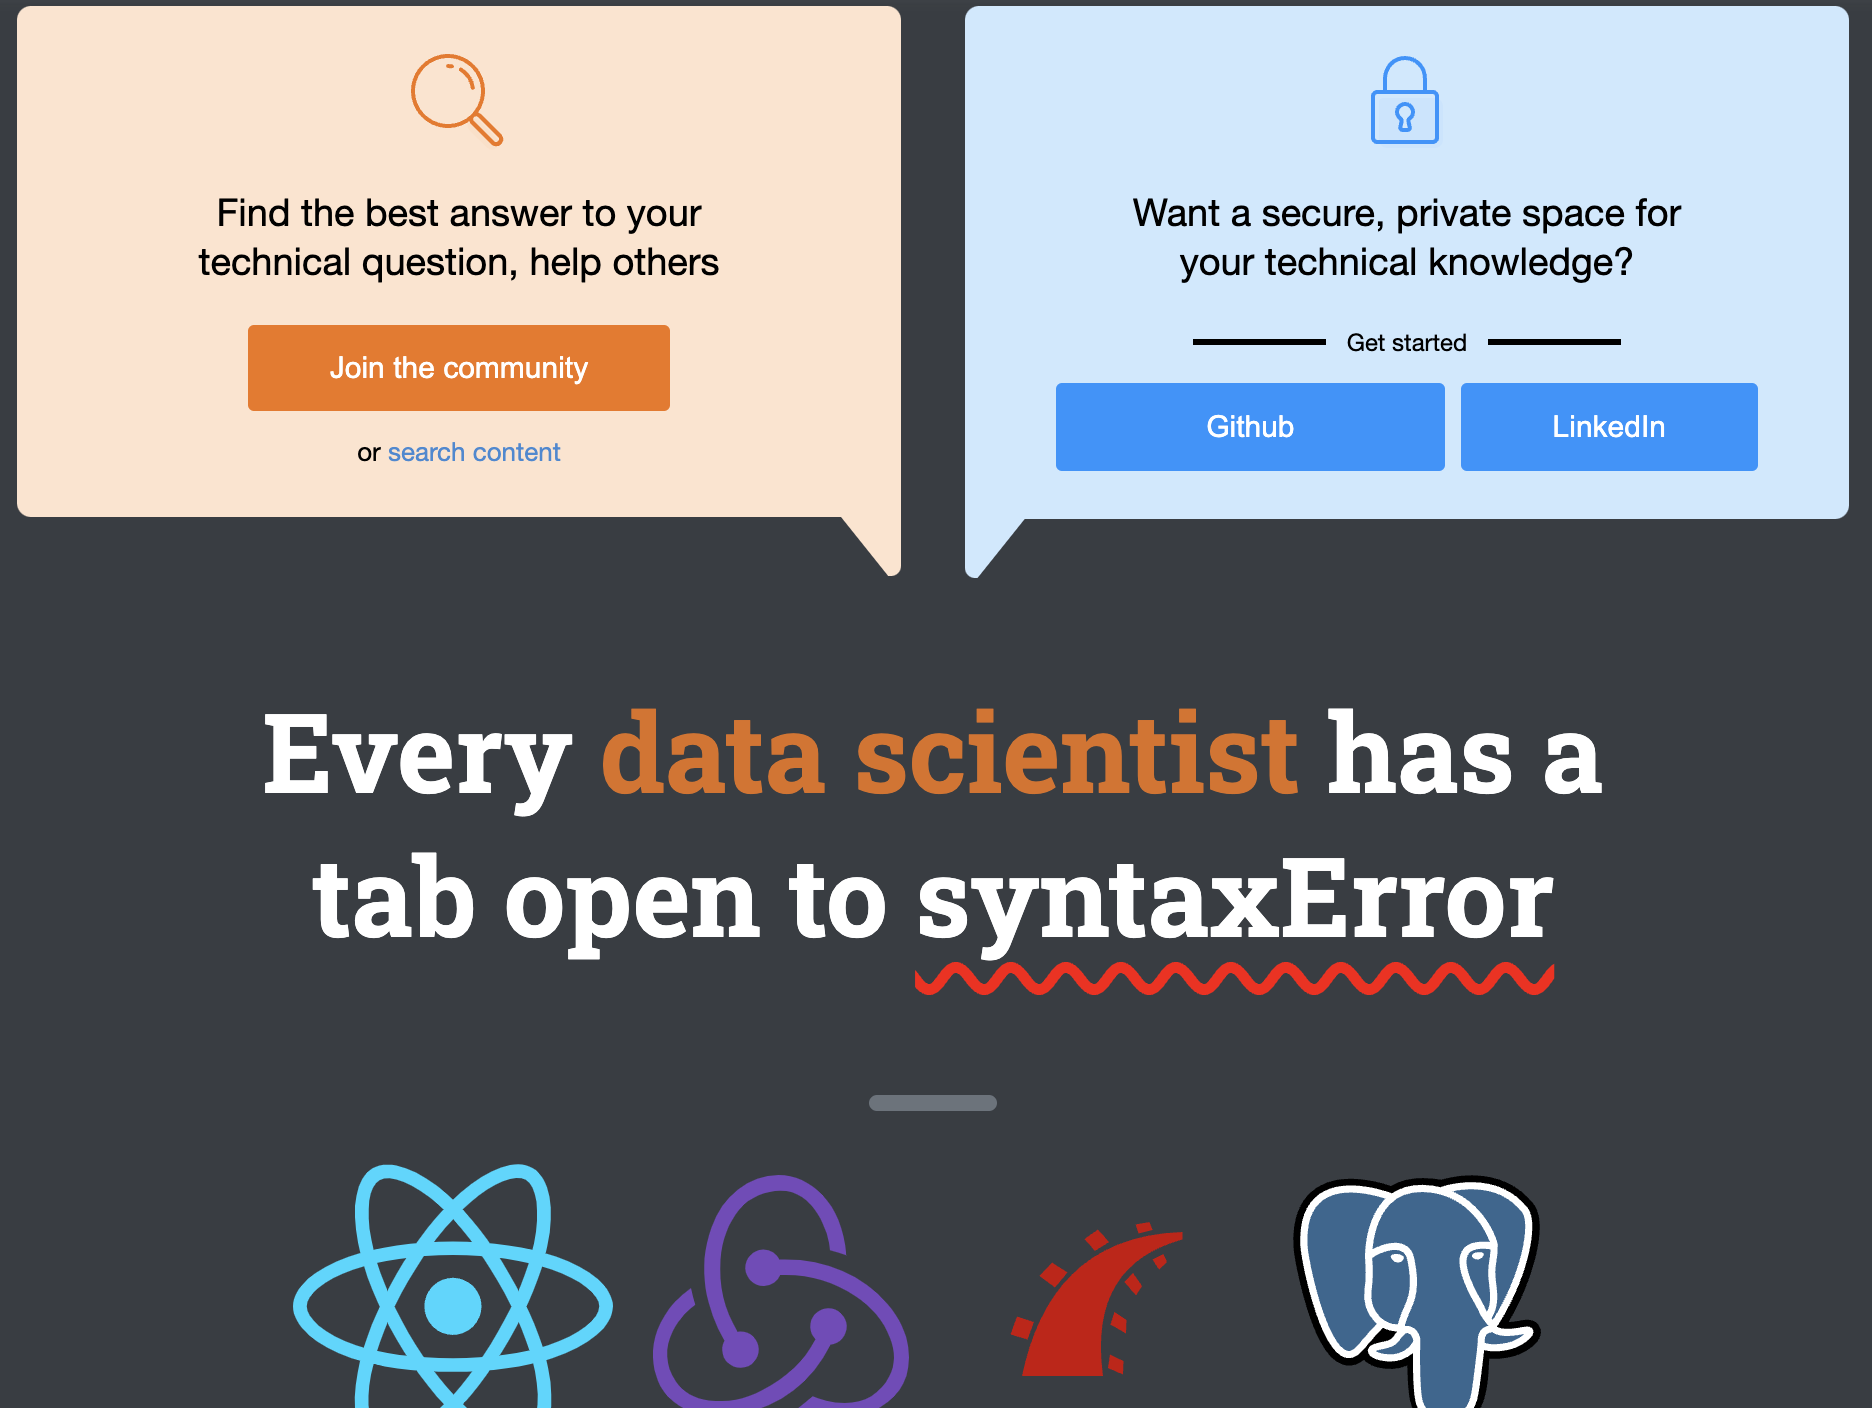 Find the best answer to your
technical question, help others
Join the community
or search content
Want a secure, private space for
your technical knowledge?
Get started
Github
LinkedIn
Every data scientist has a
tab open to syntaxError